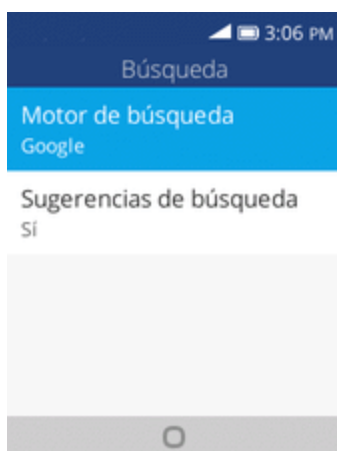 3:06 PM
Búsqueda
Motor de búsqueda
Google
Sugerencias de búsqueda
Sí